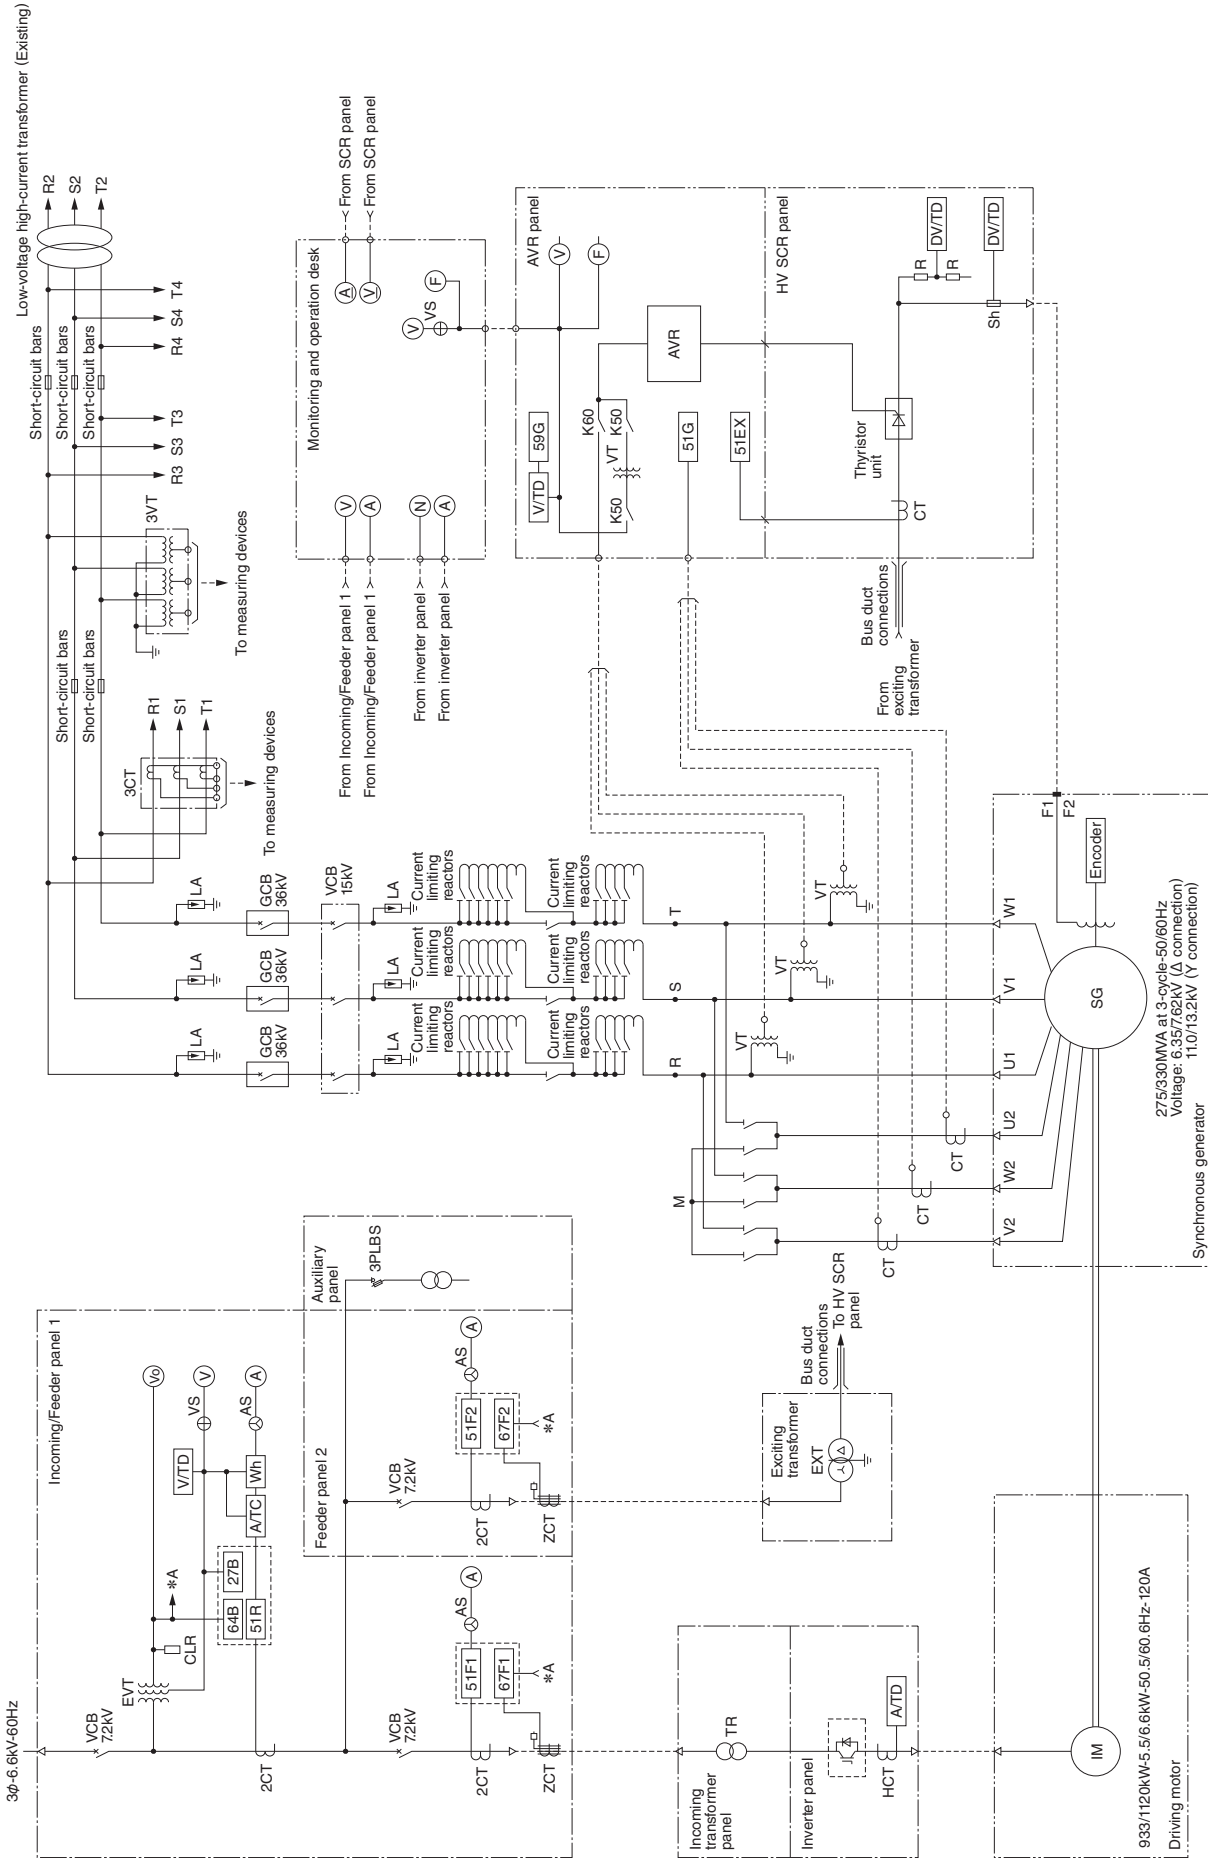 3φ-6.6kV-60Hz
VCB
7.2kV
EVT
CLR
*A
64B
27B
51R
A/TC
Wh
V/TD
Vo
VS
V
AS
A
2CT
Incoming/Feeder panel 1
VCB
7.2kV
2CT
ZCT
51F1
67F1
*A
AS
A
Feeder panel 2
VCB
7.2kV
2CT
ZCT
51F2
67F2
*A
AS
A
Auxiliary
panel
3PLBS
Incoming
transformer
panel
TR
Inverter panel
HCT
A/TD
Exciting
transformer
EXT
Bus duct
connections
To HV SCR
panel
IM
933/1120kW-5.5/6.6kW-50.5/60.6Hz-120A
Driving motor
Low-voltage high-current transformer (Existing)
R2
S2
T2
T4
S4
R4
Short-circuit bars
Short-circuit bars
Short-circuit bars
T3
S3
R3
3VT
To measuring devices
Short-circuit bars
Short-circuit bars
R1
S1
T1
3CT
To measuring devices
LA
LA
LA
GCB
36kV
GCB
36kV
GCB
36kV
VCB
15kV
LA
LA
LA
Current
limiting
reactors
Current
limiting
reactors
Current
limiting
reactors
Current
limiting
reactors
Current
limiting
reactors
Current
limiting
reactors
R
S
T
M
VT
VT
VT
CT
CT
CT
V2
W2
U2
U1
V1
W1
SG
Encoder
F1
F2
275/330MVA at 3-cycle-50/60Hz
Voltage: 6.35/7.62kV (Δ connection)
11.0/13.2kV (Y connection)
Synchronous generator
Monitoring and operation desk
From SCR panel
From SCR panel
A
V
V
VS
F
V
A
N
A
From Incoming/Feeder panel 1
From Incoming/Feeder panel 1
From inverter panel
From inverter panel
AVR panel
V
F
V/TD
59G
K60
K50
VT
K50
AVR
51G
51EX
HV SCR panel
Thyristor
unit
CT
R
R
DV/TD
DV/TD
Sh
Bus duct
connections
From
exciting
transformer